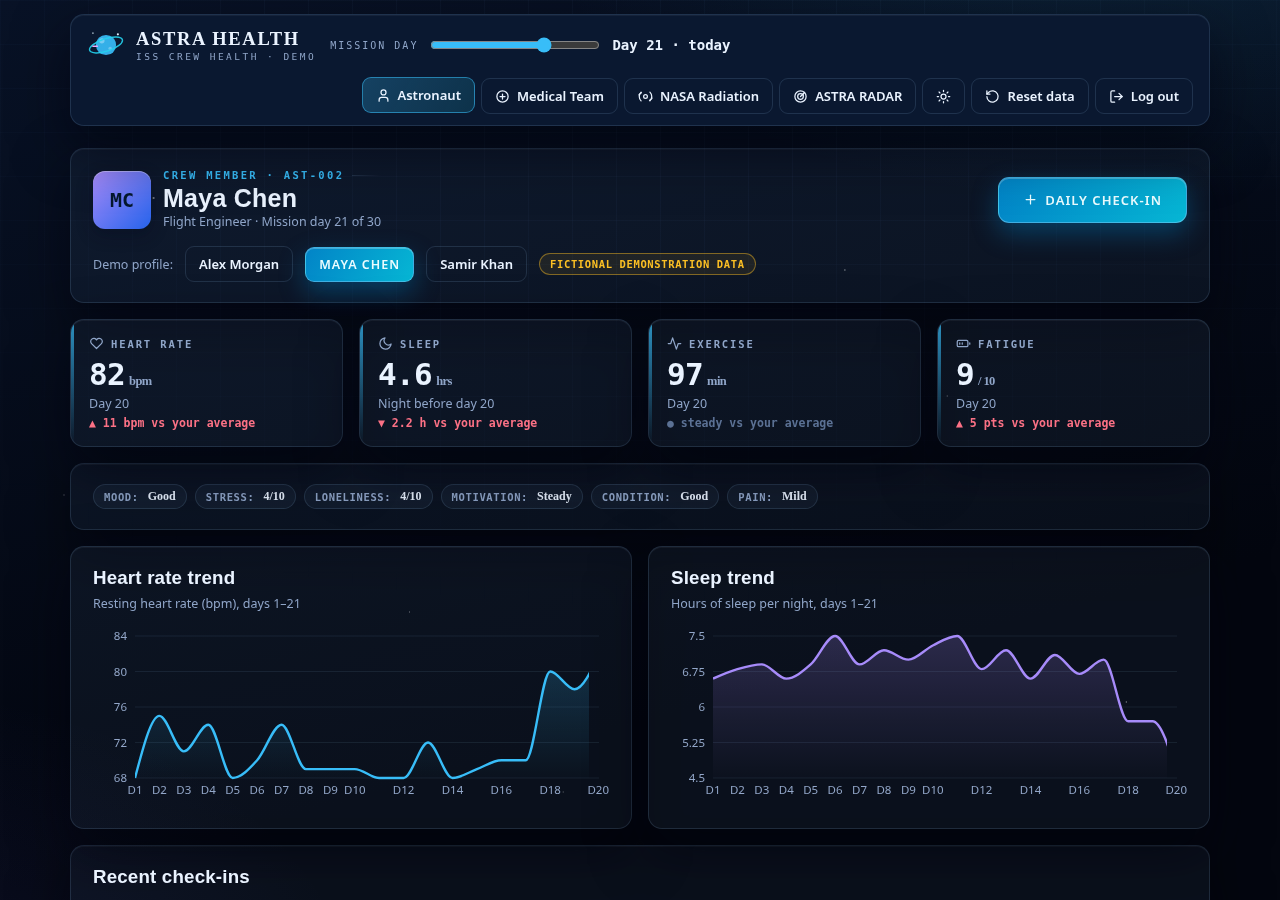 ASTRA HEALTH
ISS CREW HEALTH · DEMO
MISSION DAY
Day 21 · today
Astronaut
Medical Team
NASA Radiation
ASTRA RADAR
Reset data
Log out
MC
CREW MEMBER · AST-002
Maya Chen
Flight Engineer · Mission day 21 of 30
+ DAILY CHECK-IN
Demo profile:
Alex Morgan
MAYA CHEN
Samir Khan
FICTIONAL DEMONSTRATION DATA
HEART RATE
82 bpm
Day 20
▲ 11 bpm vs your average
SLEEP
4.6 hrs
Night before day 20
▼ 2.2 h vs your average
EXERCISE
97 min
Day 20
● steady vs your average
FATIGUE
9 / 10
Day 20
▲ 5 pts vs your average
MOOD: Good
STRESS: 4/10
LONELINESS: 4/10
MOTIVATION: Steady
CONDITION: Good
PAIN: Mild
Heart rate trend
Resting heart rate (bpm), days 1–21
84
80
76
72
68
D1 D2 D3 D4 D5 D6 D7 D8 D9 D10 D12 D14 D16 D18 D20
Sleep trend
Hours of sleep per night, days 1–21
7.5
6.75
6
5.25
4.5
D1 D2 D3 D4 D5 D6 D7 D8 D9 D10 D12 D14 D16 D18 D20
Recent check-ins